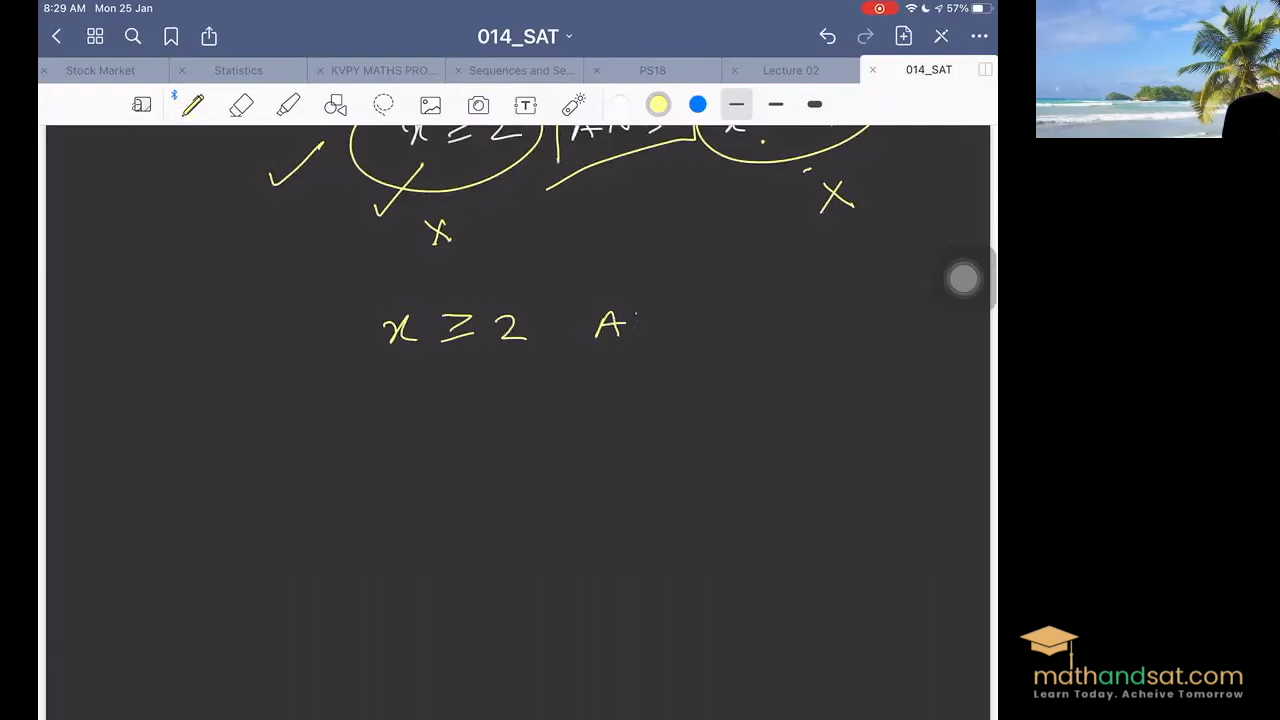 8:29 AM Mon 25 Jan 57%
014_SAT
Stock Market Statistics KVPY MATHS PRO... Sequences and Se... PS18 Lecture 02 014_SAT
T
x ≥ 2
x
x
x ≥ 2 A
mathandsat.com
Learn Today. Acheive Tomorrow